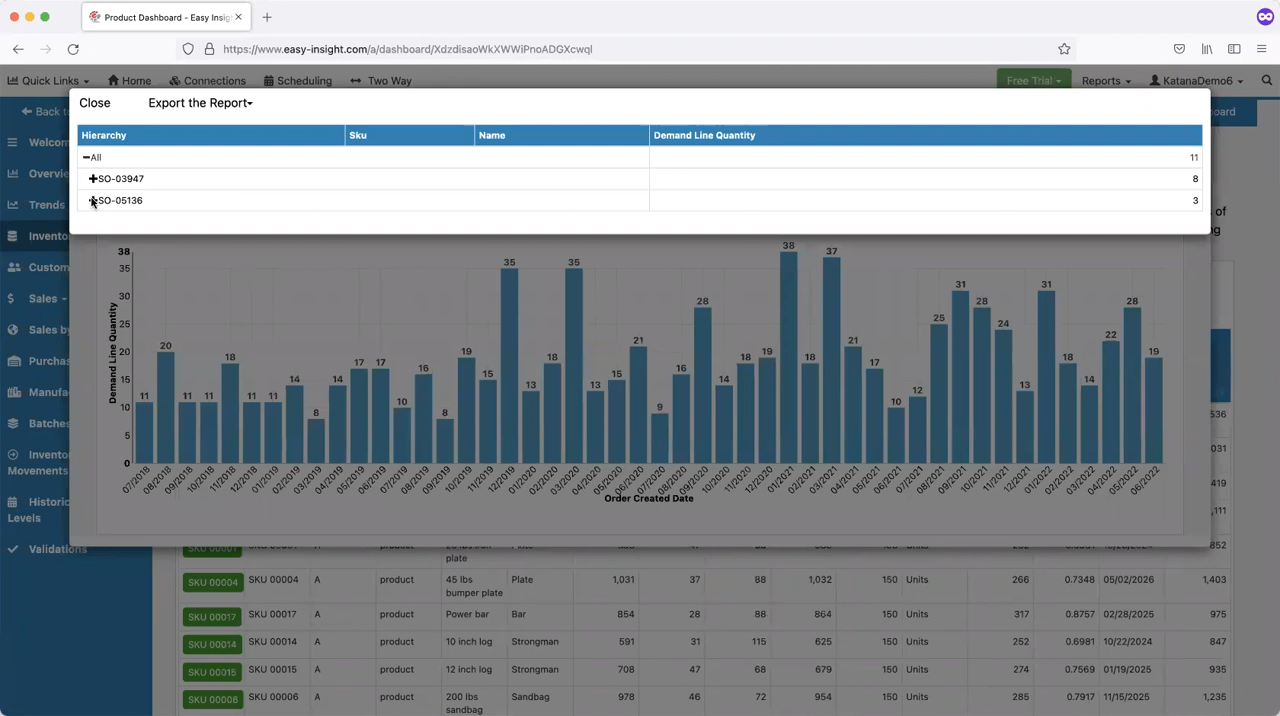 Product Dashboard - Easy Insig
https://www.easy-insight.com/a/dashboard/XdzdisaoWkXWWiPnoADGXcwql
Quick Links Home Connections Scheduling Two Way Free Trial Reports KatanaDemo6
Close Export the Report
Back to
Welcom
Overvie
Trends
Invento
Custom
Sales
Sales by
Purchas
Manufa
Batches
Invento
Movements
Historic
Levels
Validations
Hierarchy Sku Name Demand Line Quantity
All 11
SO-03947 8
SO-05136 3
Demand Line Quantity
38
35
30
25
20
15
10
5
0
11 20 11 11 18 11 11 14 8 14 17 17 10 16 8 19 15 35 13 18 35 13 15 21 9 16 28 14 18 19 38 18 37 21 17 10 12 25 31 28 24 13 31 18 14 22 28 19
07/2018 08/2018 09/2018 10/2018 11/2018 12/2018 01/2019 02/2019 03/2019 04/2019 05/2019 06/2019 07/2019 08/2019 09/2019 10/2019 11/2019 12/2019 01/2020 02/2020 03/2020 04/2020 05/2020 06/2020 07/2020 08/2020 09/2020 10/2020 11/2020 12/2020 01/2021 02/2021 03/2021 04/2021 05/2021 06/2021 07/2021 08/2021 09/2021 10/2021 11/2021 12/2021 01/2022 02/2022 03/2022 04/2022 05/2022 06/2022
Order Created Date
plate
SKU 00004 SKU 00004 A product 45 lbs bumper plate Plate 1,031 37 88 1,032 150 Units 266 0.7348 05/02/2026 1,403
SKU 00017 SKU 00017 A product Power bar Bar 854 28 88 864 150 Units 317 0.8757 02/28/2025 975
SKU 00014 SKU 00014 A product 10 inch log Strongman 591 31 115 625 150 Units 252 0.6981 10/22/2024 847
SKU 00015 SKU 00015 A product 12 inch log Strongman 708 47 68 679 150 Units 274 0.7569 01/19/2025 935
SKU 00006 SKU 00006 A product 200 lbs sandbag Sandbag 978 46 72 954 150 Units 285 0.7917 11/15/2025 1,235